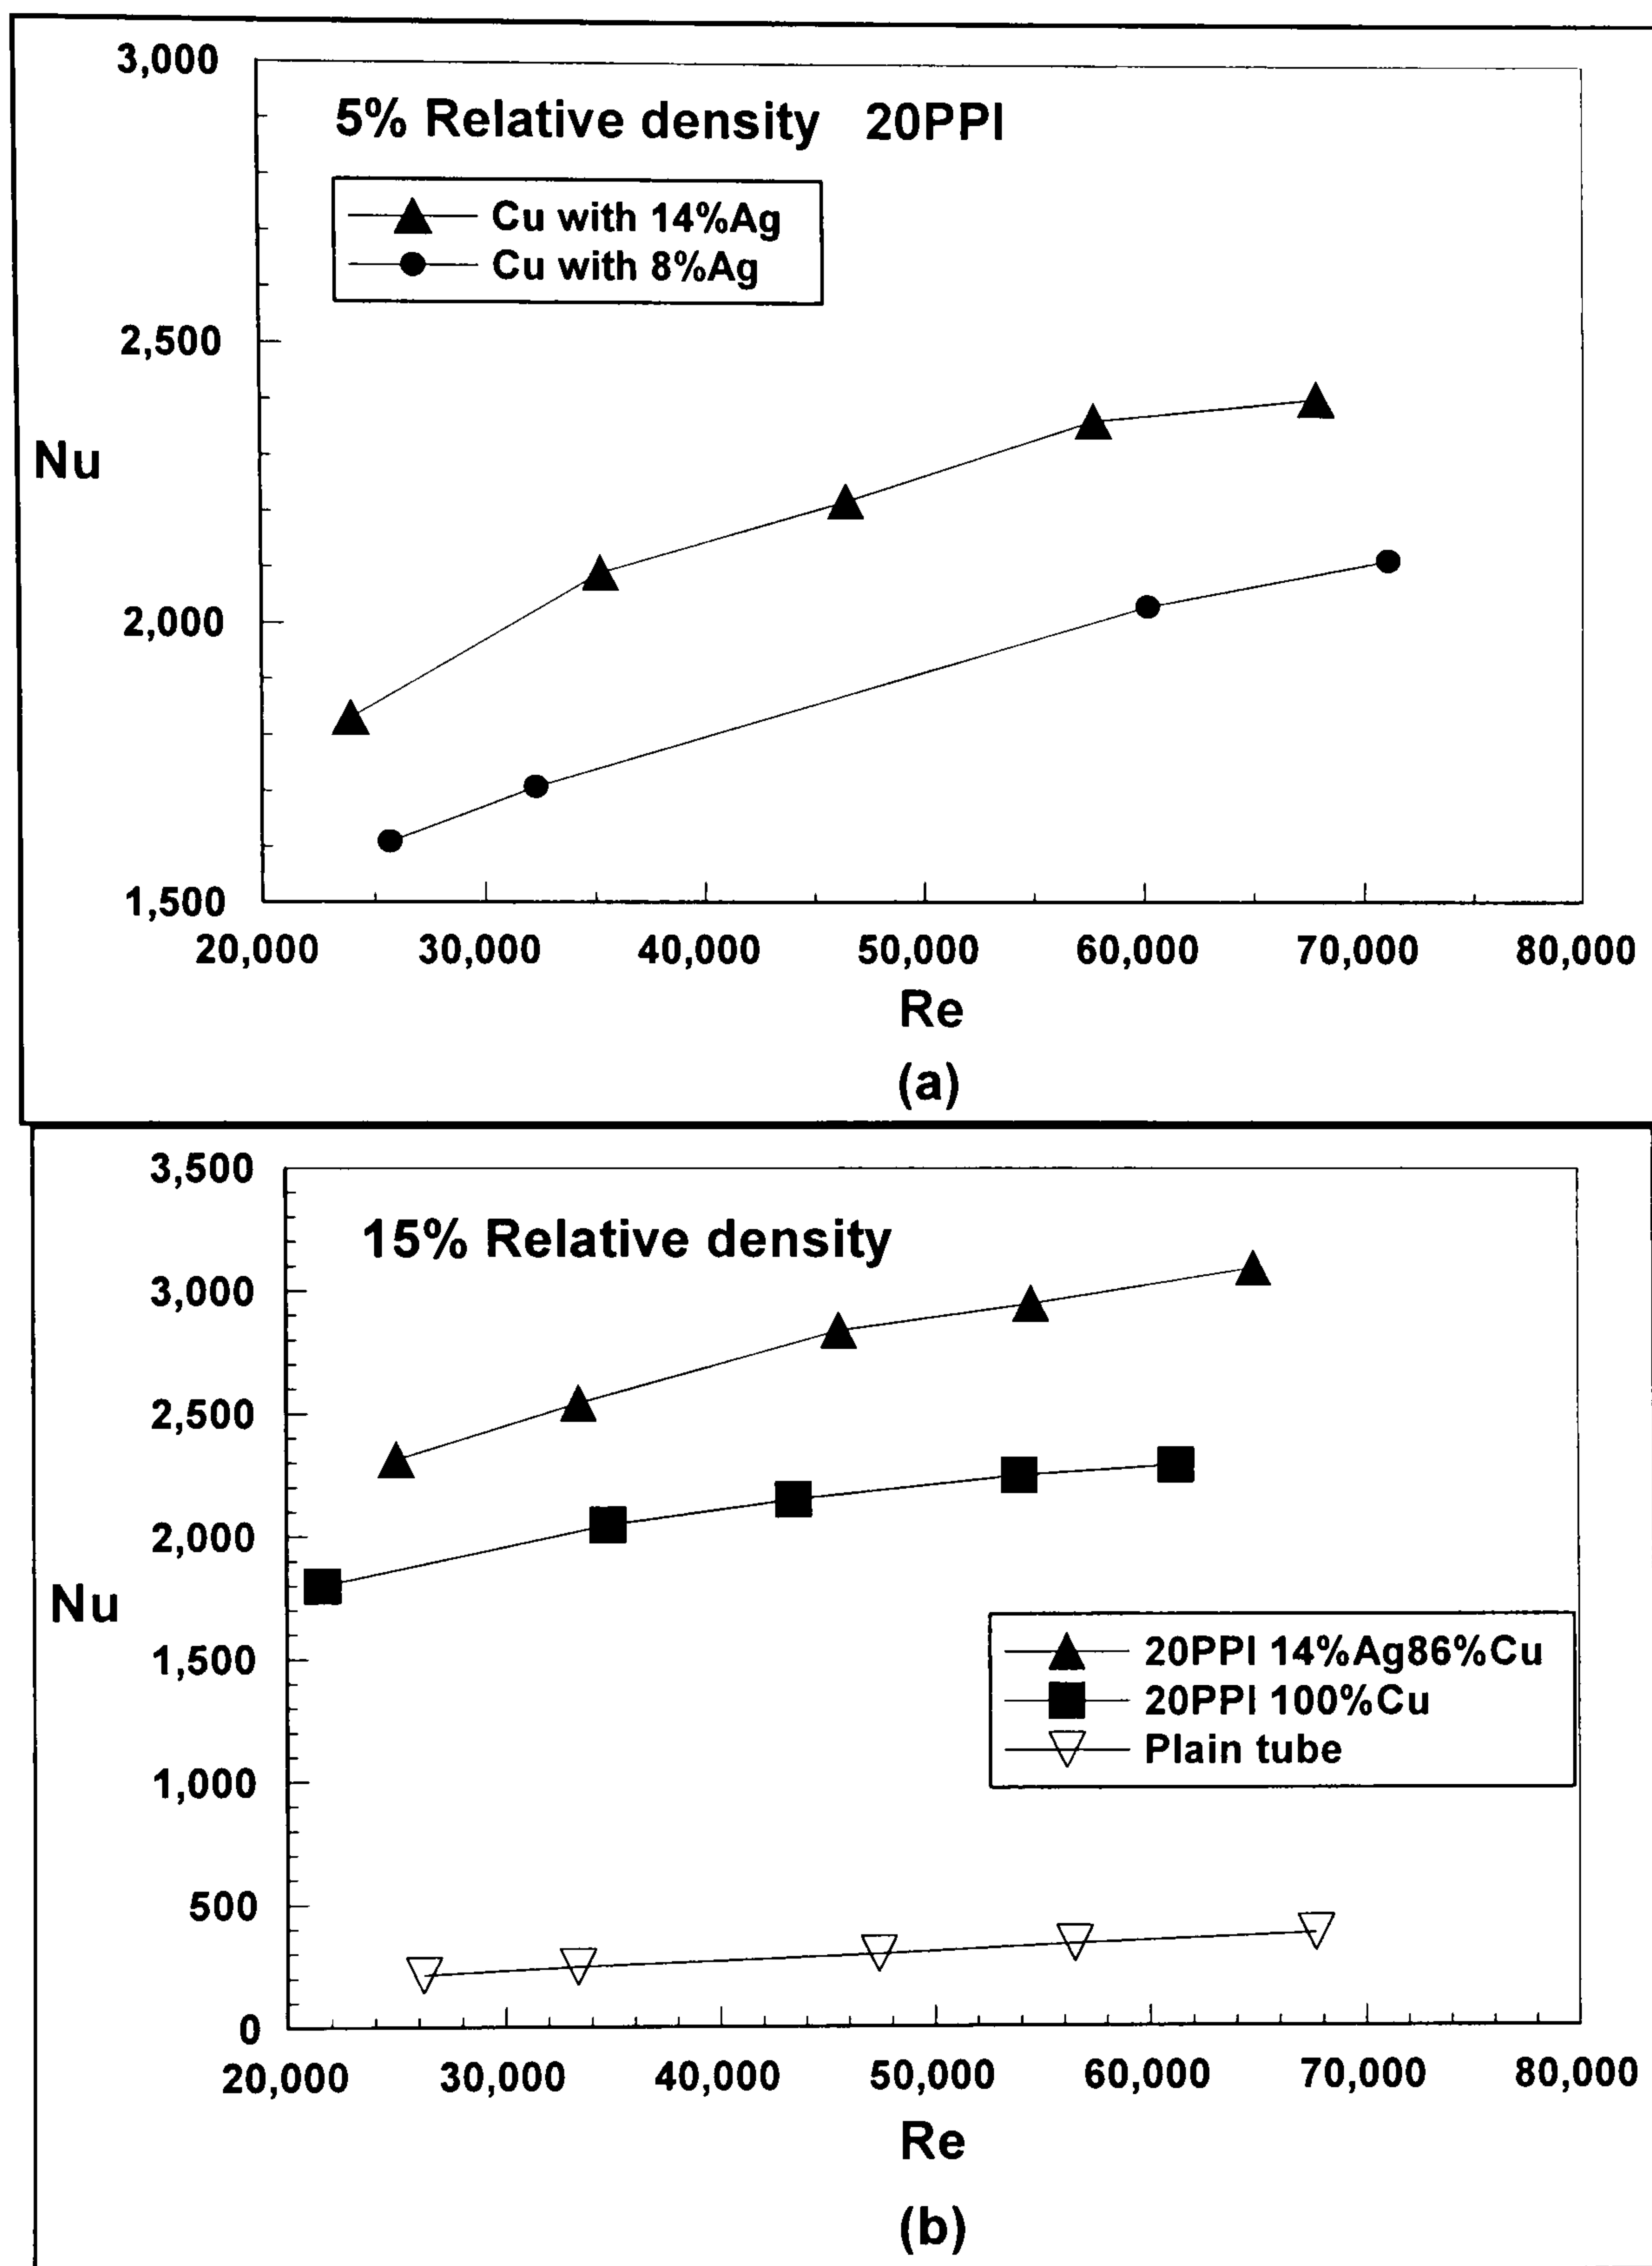 3,000
5% Relative density 20PPI
Cu with 14%Ag
Cu with 8%Ag
2,500
Nu
2,000
1,500
20,000 30,000 40,000 50,000 60,000 70,000 80,000
Re
(a)
3,500
15% Relative density
3,000
2,500
2,000
Nu
1,500
20PPI 14%Ag86%Cu
20PPI 100%Cu
Plain tube
1,000
500
0
20,000 30,000 40,000 50,000 60,000 70,000 80,000
Re
(b)